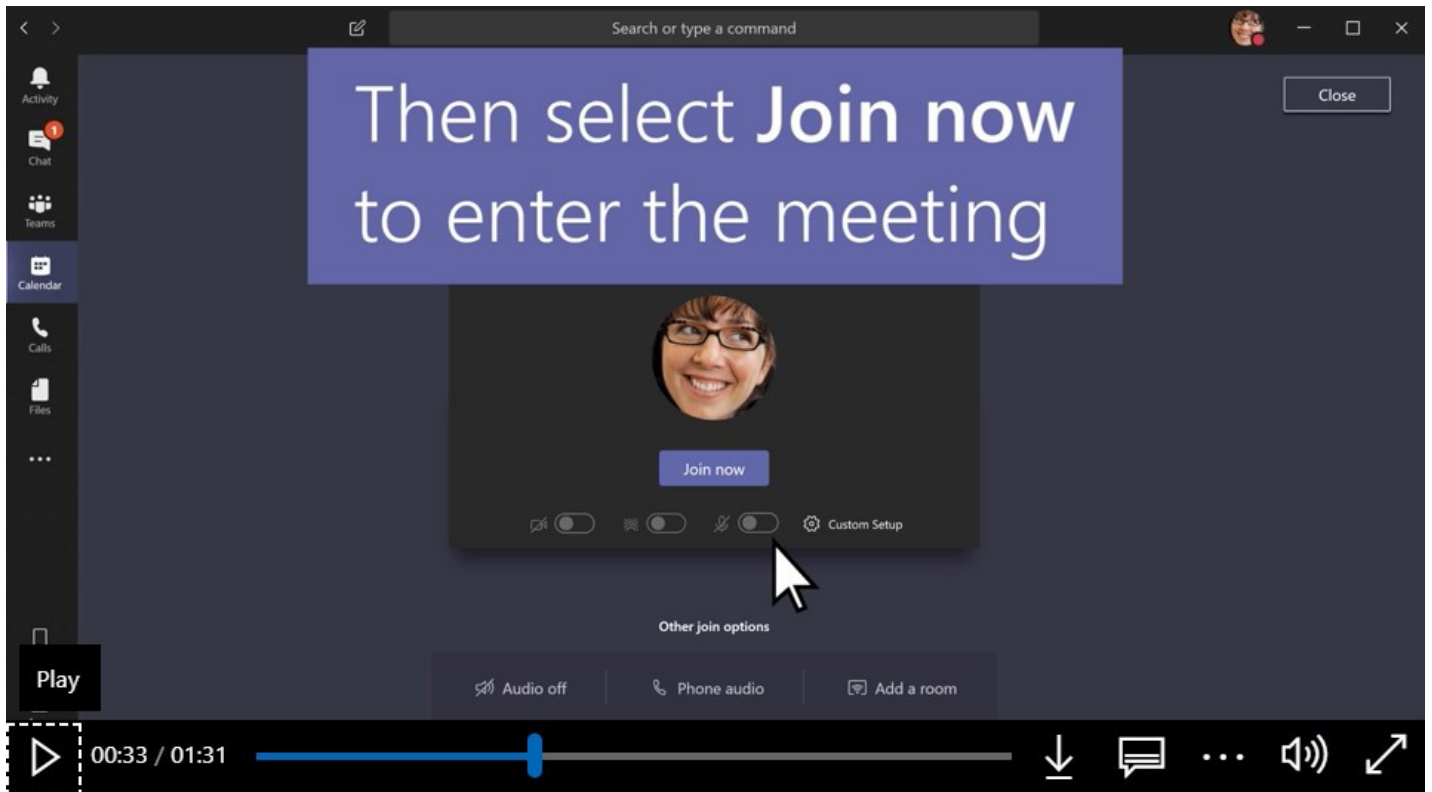 Search or type a command
Then select Join now
to enter the meeting
Close
Activity
1
Chat
Teams
Calendar
Calls
Files
Join now
Custom Setup
Other join options
Audio off
Phone audio
Add a room
Play
00:33 / 01:31